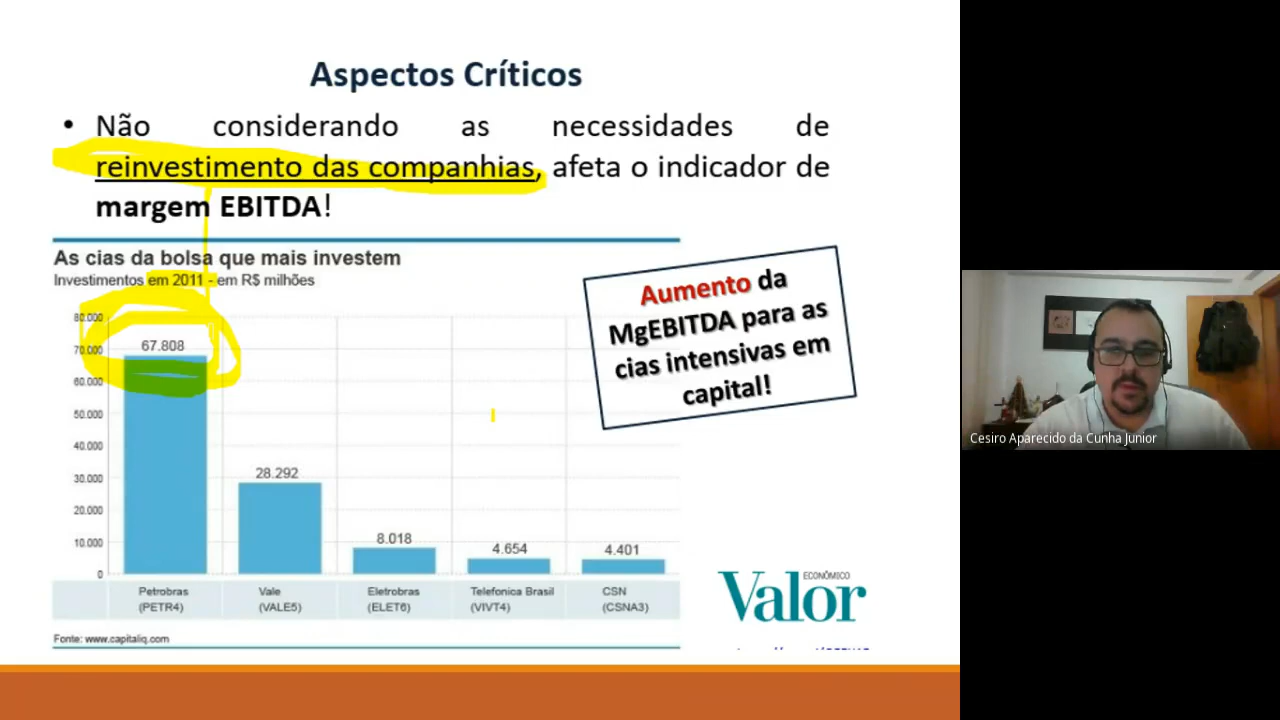 Aspectos Críticos
• Não considerando as necessidades de
reinvestimento das companhias, afeta o indicador de
margem EBITDA!
As cias da bolsa que mais investem
Investimentos em 2011 - em R$ milhões
80.000
70.000
60.000
50.000
40.000
30.000
20.000
10.000
0
67.808
28.292
8.018
4.654
4.401
Petrobras
(PETR4)
Vale
(VALE5)
Eletrobras
(ELET6)
Telefonica Brasil
(VIVT4)
CSN
(CSNA3)
Fonte: www.capitaliq.com
Aumento da
MgEBITDA para as
cias intensivas em
capital!
ECONÔMICO
Valor
Cesiro Aparecido da Cunha Junior